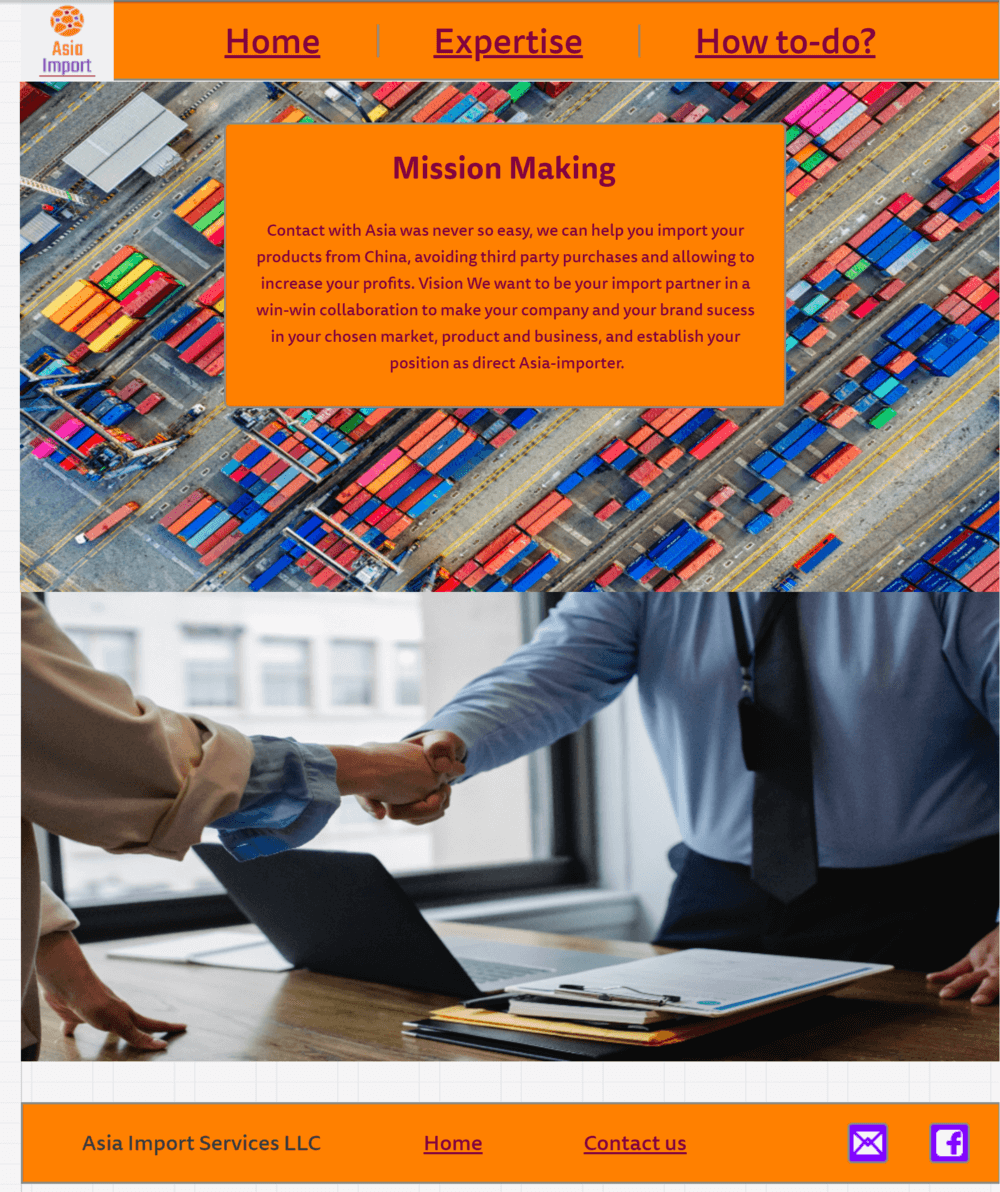 Asia
Import
Home
Expertise
How to-do?
Mission Making
Contact with Asia was never so easy, we can help you import your
products from China, avoiding third party purchases and allowing to
increase your profits. Vision We want to be your import partner in a
win-win collaboration to make your company and your brand sucess
in your chosen market, product and business, and establish your
position as direct Asia-importer.
Asia Import Services LLC
Home
Contact us